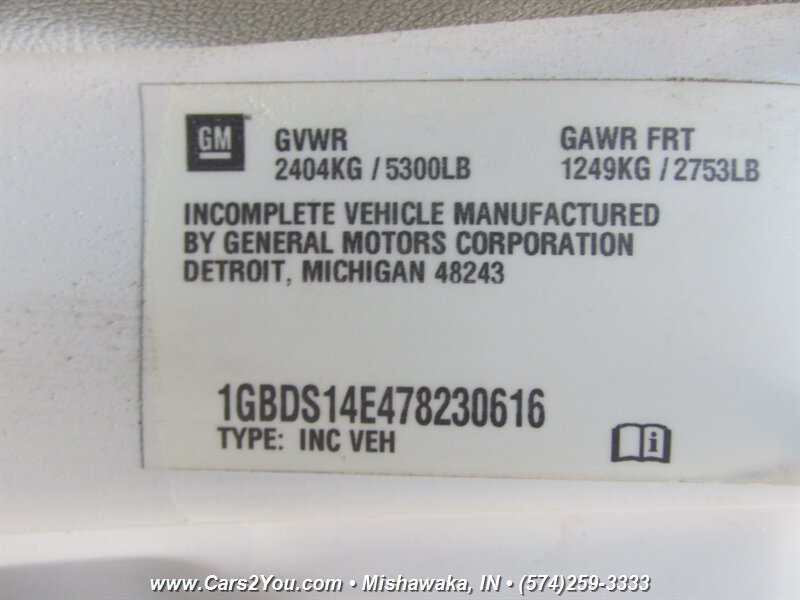 GM
GVWR GAWR FRT
2404KG / 5300LB 1249KG / 2753LB
INCOMPLETE VEHICLE MANUFACTURED
BY GENERAL MOTORS CORPORATION
DETROIT, MICHIGAN 48243
1GBDS14E478230616
TYPE: INC VEH
i
www.Cars2You.com • Mishawaka, IN • (574)259-3333